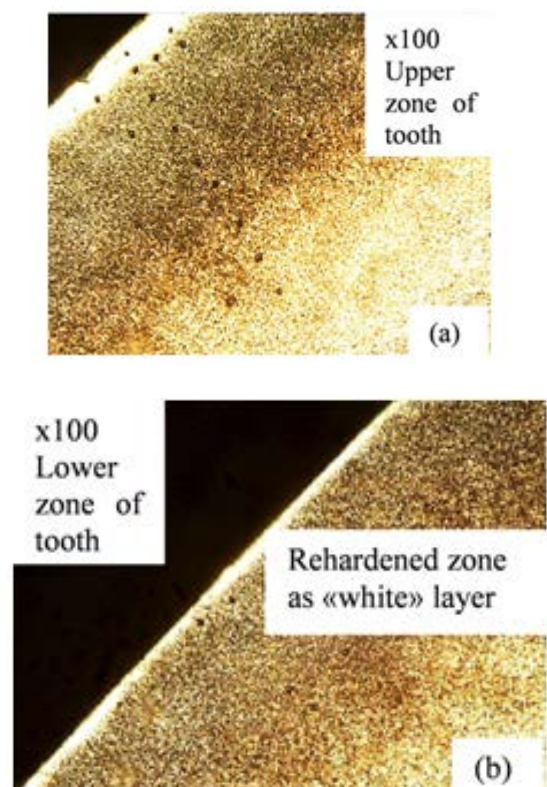 x100
Upper
zone of
tooth
(a)
x100
Lower
zone of
tooth
Rehardened zone
as «white» layer
(b)